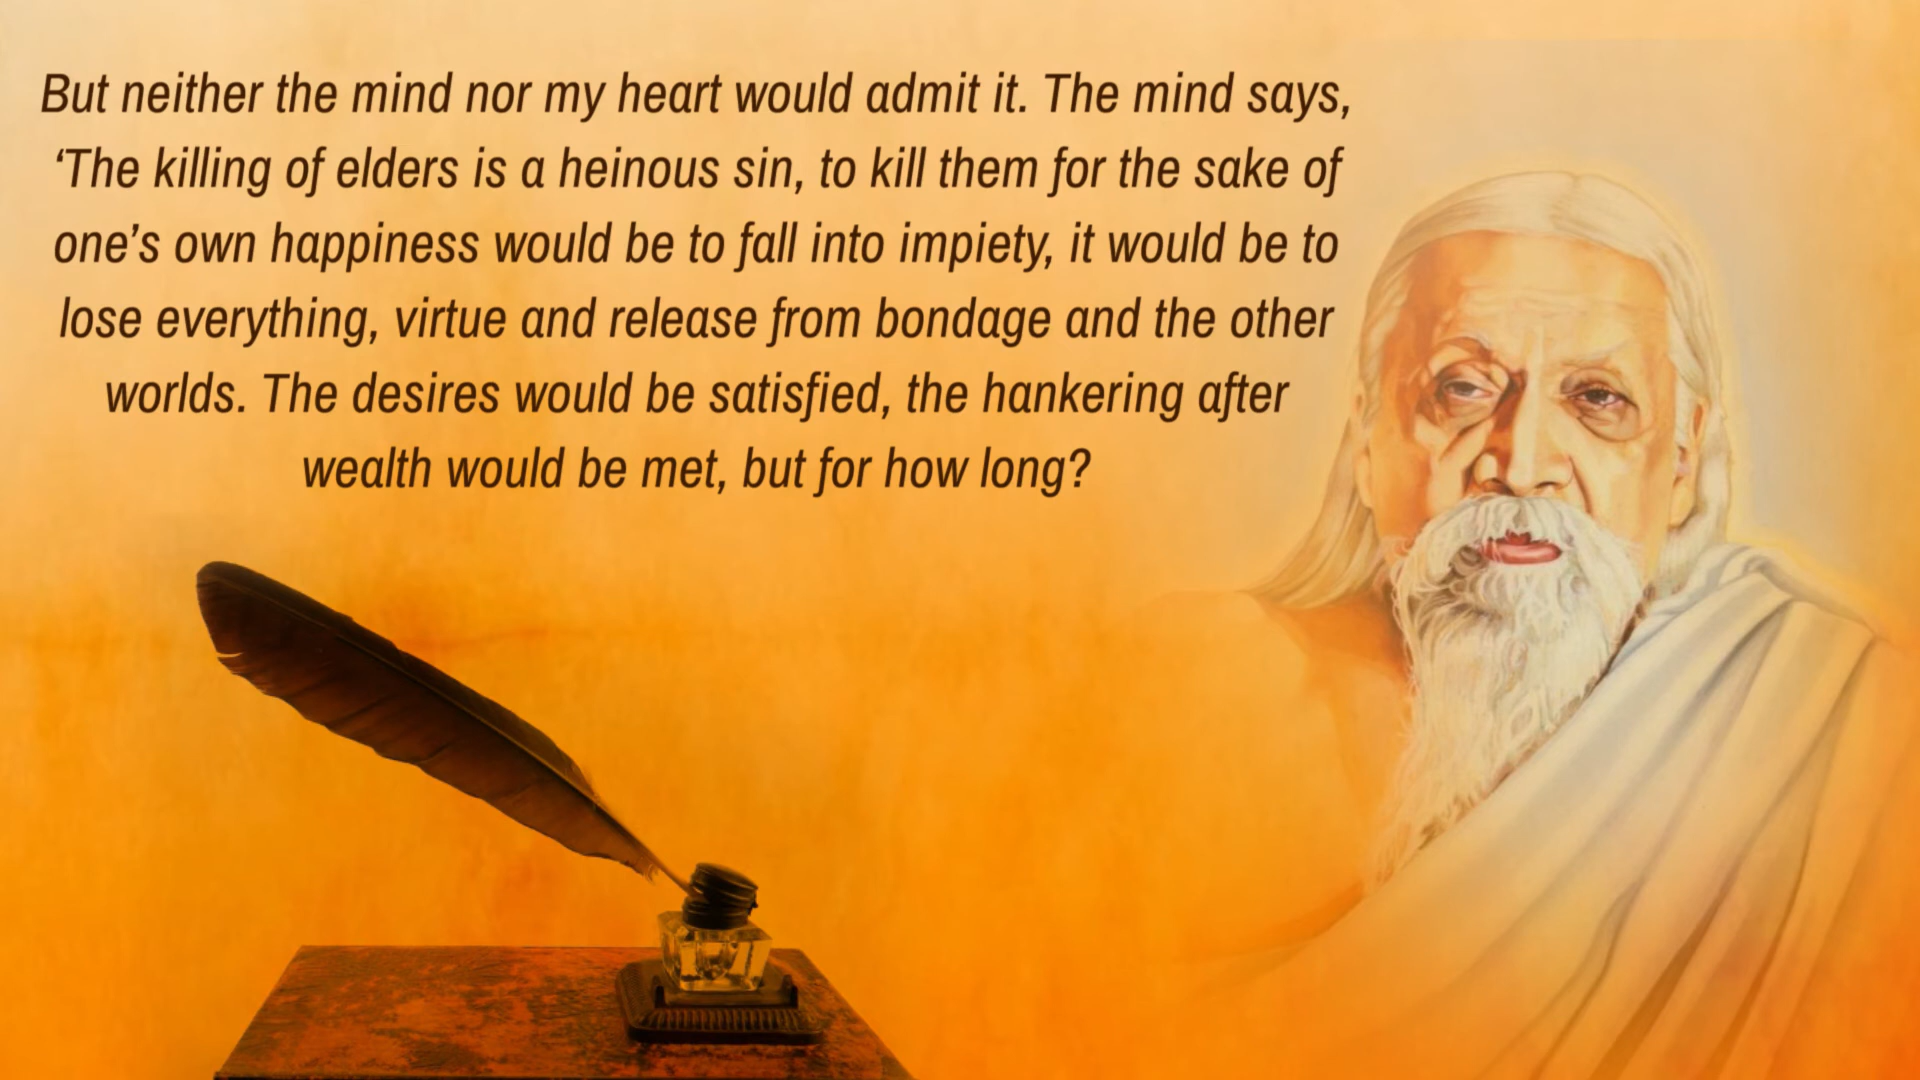 But neither the mind nor my heart would admit it. The mind says,
‘The killing of elders is a heinous sin, to kill them for the sake of
one’s own happiness would be to fall into impiety, it would be to
lose everything, virtue and release from bondage and the other
worlds. The desires would be satisfied, the hankering after
wealth would be met, but for how long?